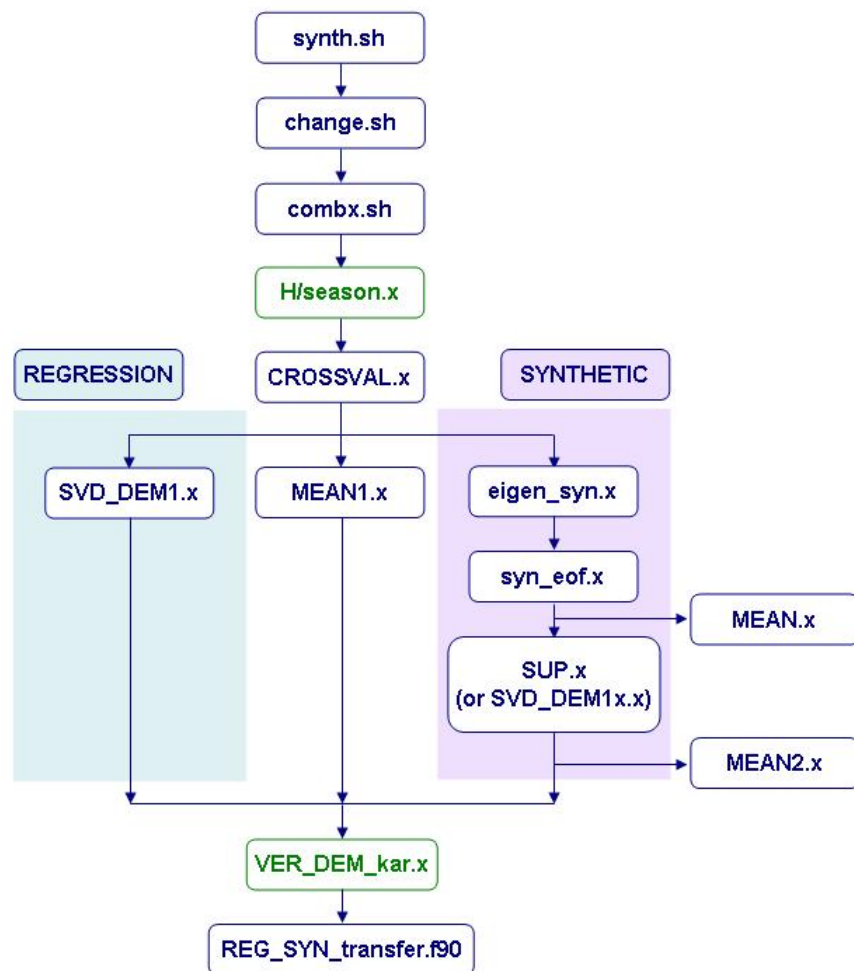 synth.sh
change.sh
combx.sh
H/season.x
REGRESSION
CROSSVAL.x
SYNTHETIC
SVD_DEM1.x
MEAN1.x
eigen_syn.x
syn_eof.x
MEAN.x
SUP.x
(or SVD_DEM1x.x)
MEAN2.x
VER_DEM_kar.x
REG_SYN_transfer.f90